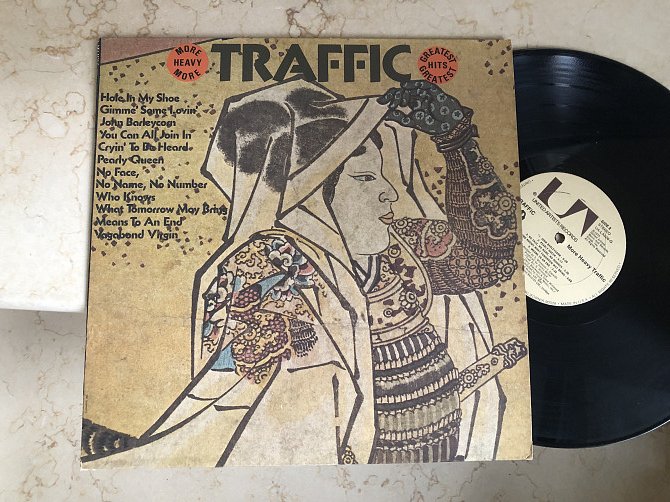 MORE
HEAVY
MORE
TRAFFIC
GREATEST
HITS
GREATEST
Hole In My Shoe
Gimme Some Lovin'
John Barleycorn
You Can All Join In
Cryin' To Be Heard
Pearly Queen
No Face,
No Name, No Number
Who Knows
What Tomorrow May Bring
Means To An End
Vagabond Virgin
UA
UNITED ARTISTS RECORDS
More Heavy Traffic